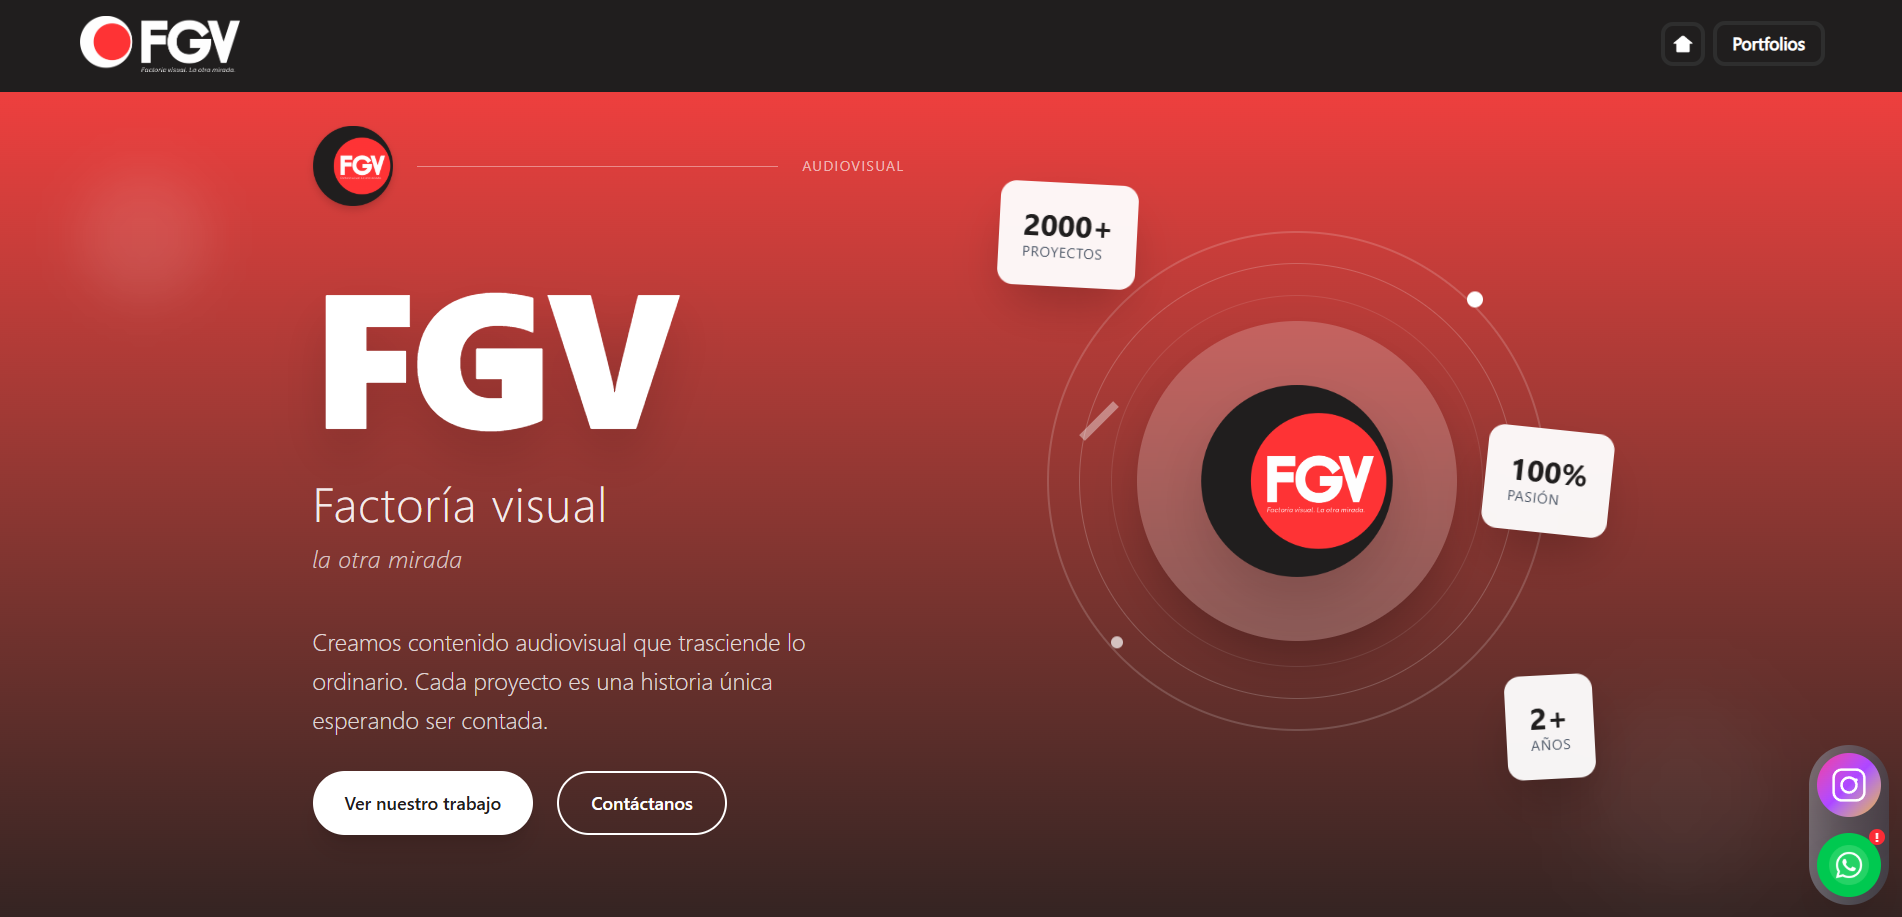 FGV
Factoría visual. La otra mirada.
Portfolios
FGV
AUDIOVISUAL
2000+
PROYECTOS
FGV
Factoría visual
la otra mirada
Creamos contenido audiovisual que trasciende lo
ordinario. Cada proyecto es una historia única
esperando ser contada.
Ver nuestro trabajo
Contáctanos
FGV
Factoría visual. La otra mirada.
100%
PASIÓN
2+
AÑOS
!